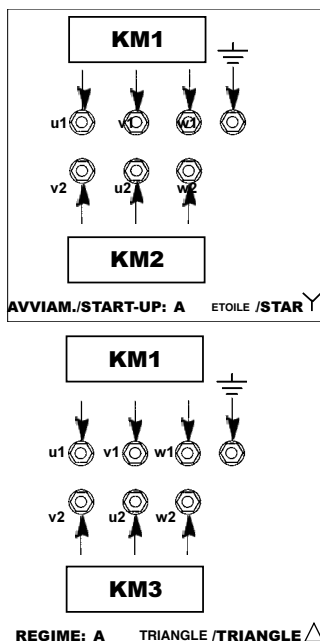 KM1
u1 v1 w1
v2 u2 w2
KM2
AVVIAM./START-UP: A ETOILE /STAR
KM1
u1 v1 w1
v2 u2 w2
KM3
REGIME: A TRIANGLE /TRIANGLE